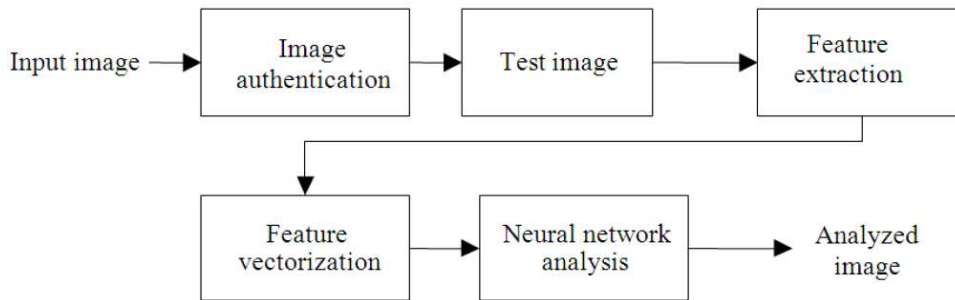 Input image
Image
authentication
Test image
Feature
extraction
Feature
vectorization
Neural network
analysis
Analyzed
image